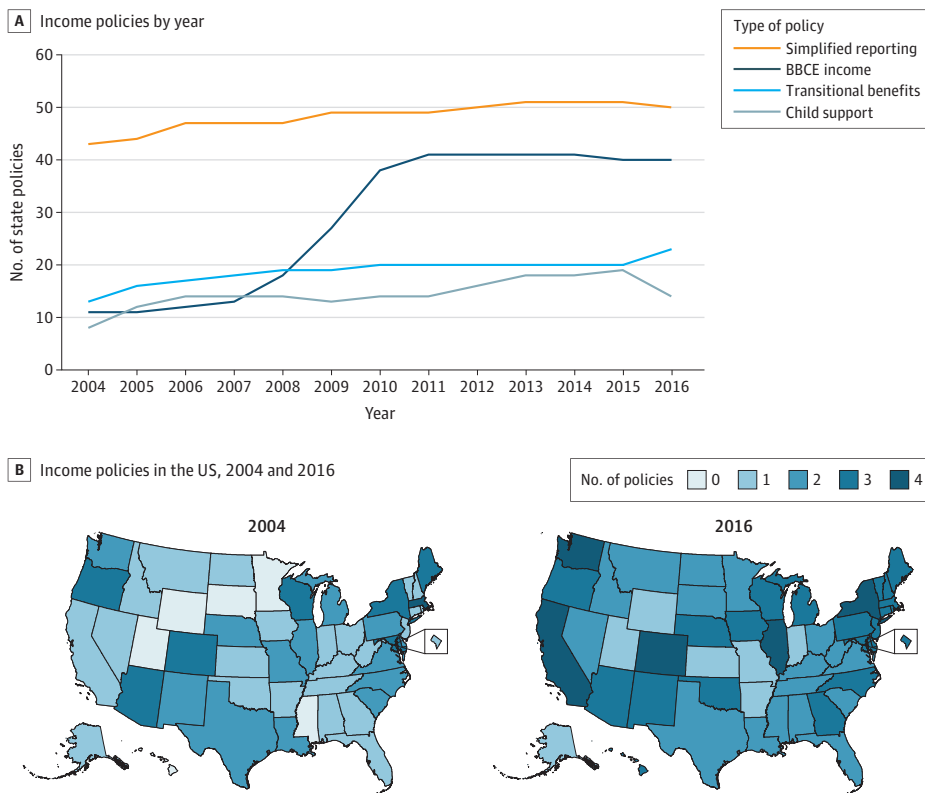 A Income policies by year
Type of policy
Simplified reporting
BBCE income
Transitional benefits
Child support
No. of state policies
60
50
40
30
20
10
0
2004 2005 2006 2007 2008 2009 2010 2011 2012 2013 2014 2015 2016
Year
B Income policies in the US, 2004 and 2016
No. of policies 0 1 2 3 4
2004
2016